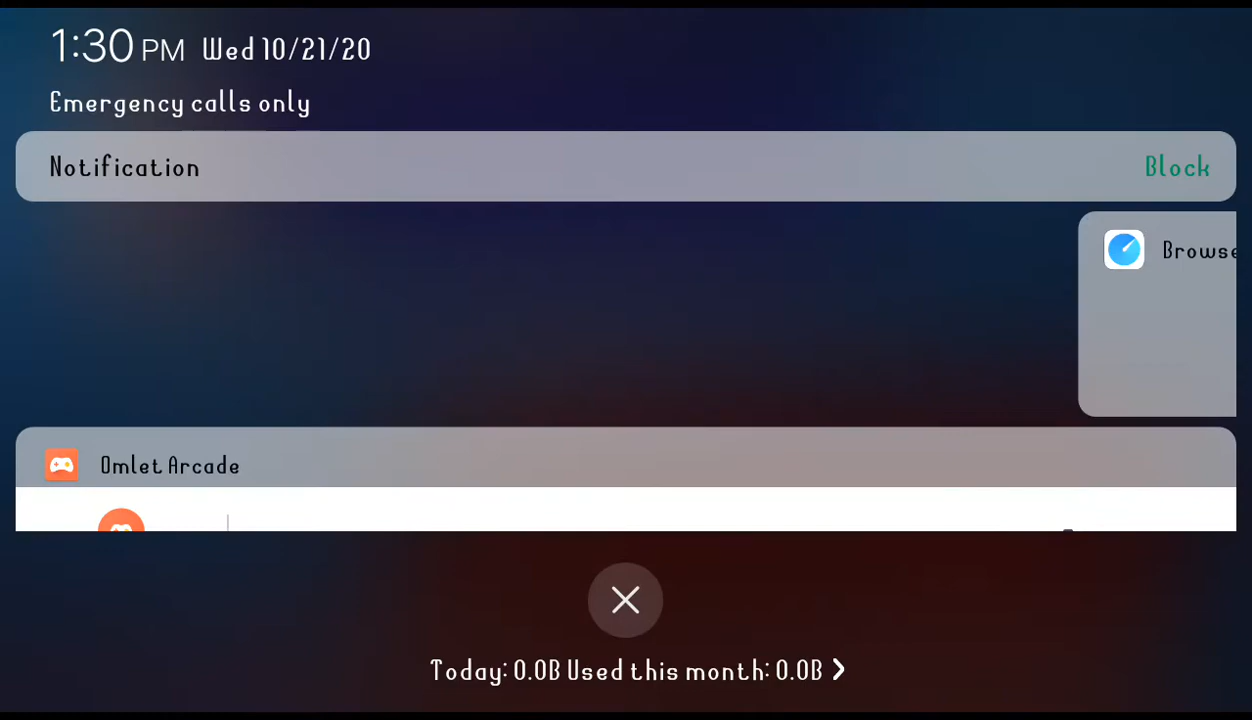 1:30 PM Wed 10/21/20
Emergency calls only
Notification Block
Browse
Omlet Arcade
Today: 0.0B Used this month: 0.0B